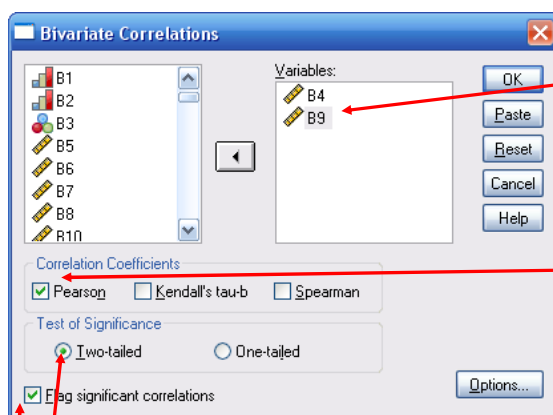 Bivariate Correlations
B1
B2
B3
B5
B6
B7
B8
B10
Variables:
B4
B9
OK
Paste
Reset
Cancel
Help
Correlation Coefficients
Pearson Kendall's tau-b Spearman
Test of Significance
Two-tailed One-tailed
Flag significant correlations
Options...